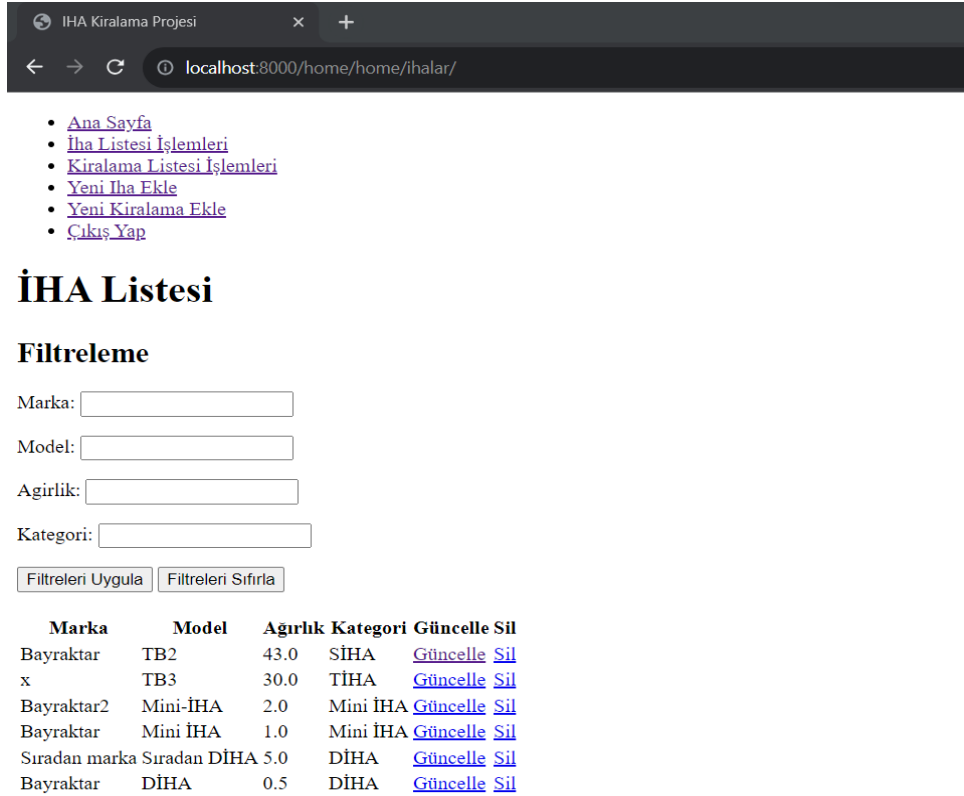 IHA Kiralama Projesi
localhost:8000/home/home/ihalar/
Ana Sayfa
İha Listesi İşlemleri
Kiralama Listesi İşlemleri
Yeni Iha Ekle
Yeni Kiralama Ekle
Çıkış Yap
İHA Listesi
Filtreleme
Marka:
Model:
Agirlik:
Kategori:
Filtreleri Uygula Filtreleri Sıfırla
Marka Model Ağırlık Kategori Güncelle Sil
Bayraktar TB2 43.0 SİHA Güncelle Sil
x TB3 30.0 TİHA Güncelle Sil
Bayraktar2 Mini-İHA 2.0 Mini İHA Güncelle Sil
Bayraktar Mini İHA 1.0 Mini İHA Güncelle Sil
Sıradan marka Sıradan DİHA 5.0 DİHA Güncelle Sil
Bayraktar DİHA 0.5 DİHA Güncelle Sil